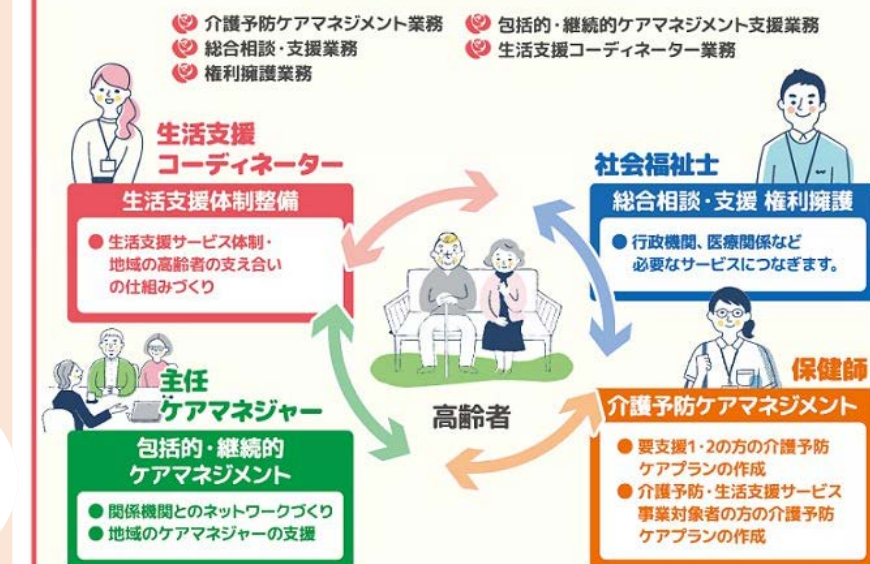 介護予防ケアマネジメント業務
総合相談・支援業務
権利擁護業務
包括的・継続的ケアマネジメント支援業務
生活支援コーディネーター業務
生活支援
コーディネーター
生活支援体制整備
● 生活支援サービス体制・
地域の高齢者の支え合い
の仕組みづくり
社会福祉士
総合相談・支援 権利擁護
● 行政機関、医療関係など
必要なサービスにつなぎます。
主任
ケアマネジャー
包括的・継続的
ケアマネジメント
● 関係機関とのネットワークづくり
● 地域のケアマネジャーの支援
高齢者
保健師
介護予防ケアマネジメント
● 要支援1・2の方の介護予防
ケアプランの作成
● 介護予防・生活支援サービス
事業対象者の方の介護予防
ケアプランの作成